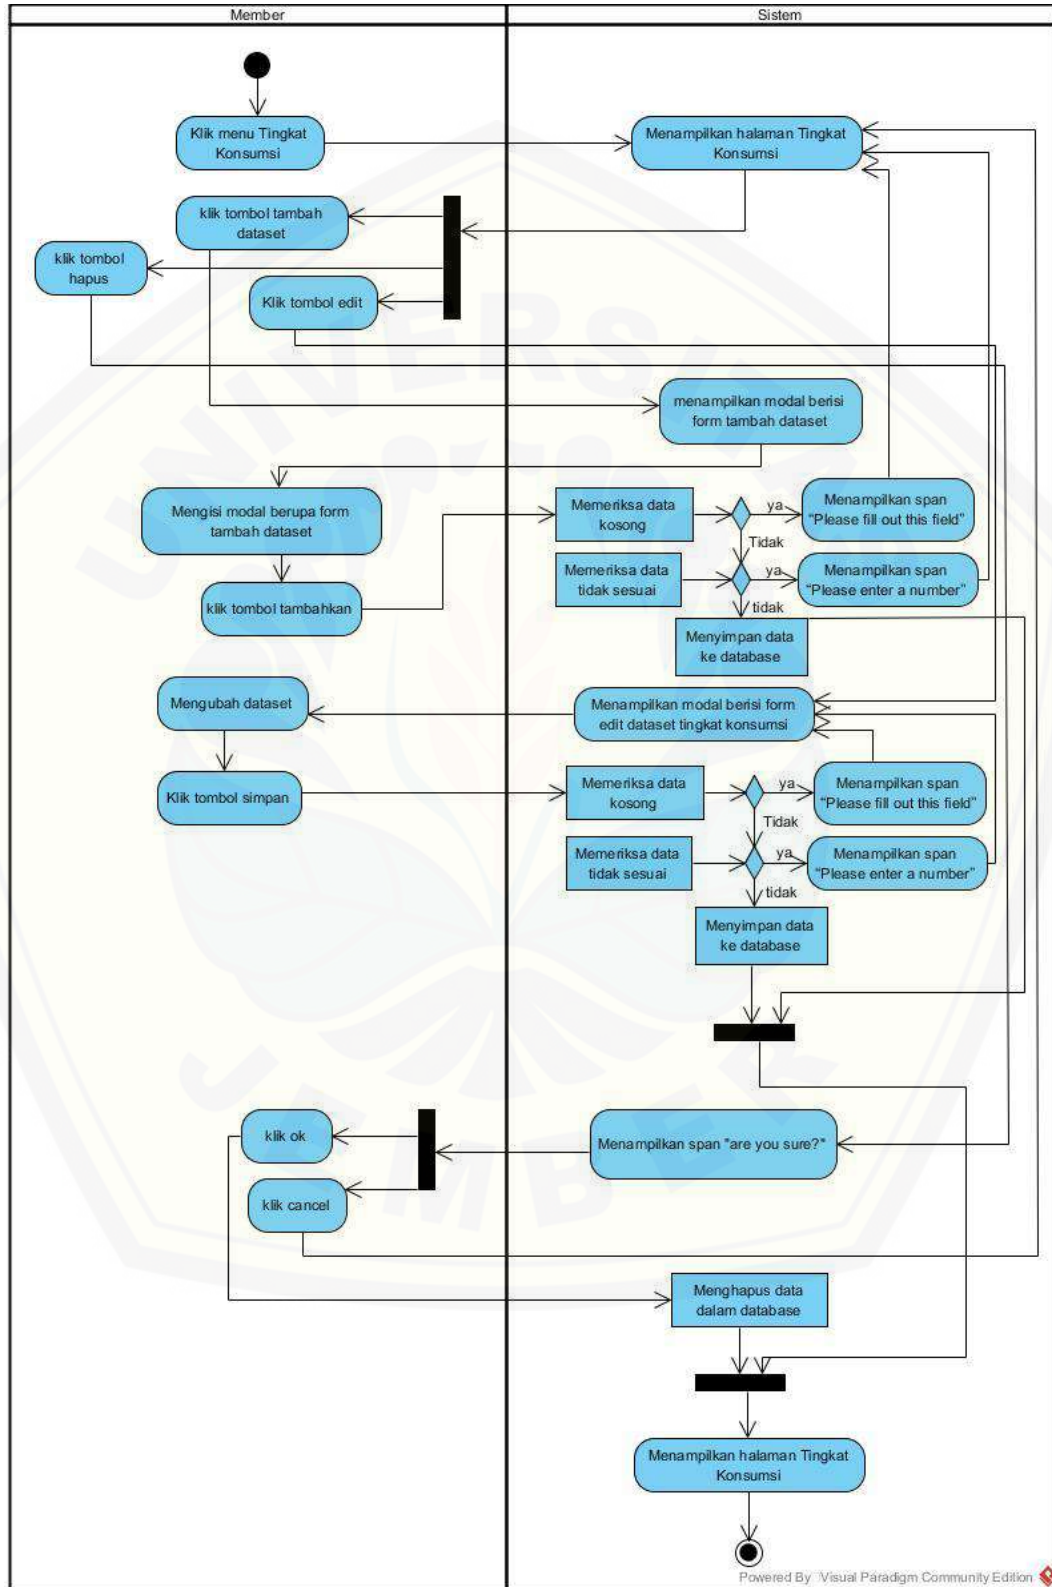 Member
Sistem
Klik menu Tingkat
Konsumsi
Menampilkan halaman Tingkat
Konsumsi
klik tombol tambah
dataset
klik tombol
hapus
Klik tombol edit
menampilkan modal berisi
form tambah dataset
Mengisi modal berupa form
tambah dataset
Memeriksa data
kosong
ya
Menampilkan span
"Please fill out this field"
Tidak
klik tombol tambahkan
Memeriksa data
tidak sesuai
ya
Menampilkan span
"Please enter a number"
tidak
Menyimpan data
ke database
Mengubah dataset
Menampilkan modal berisi form
edit dataset tingkat konsumsi
Klik tombol simpan
Memeriksa data
kosong
ya
Menampilkan span
"Please fill out this field"
Tidak
Memeriksa data
tidak sesuai
ya
Menampilkan span
"Please enter a number"
tidak
Menyimpan data
ke database
klik ok
Menampilkan span "are you sure?"
klik cancel
Menghapus data
dalam database
Menampilkan halaman Tingkat
Konsumsi
UNIVERSITAS
JEMBER
Powered By Visual Paradigm Community Edition